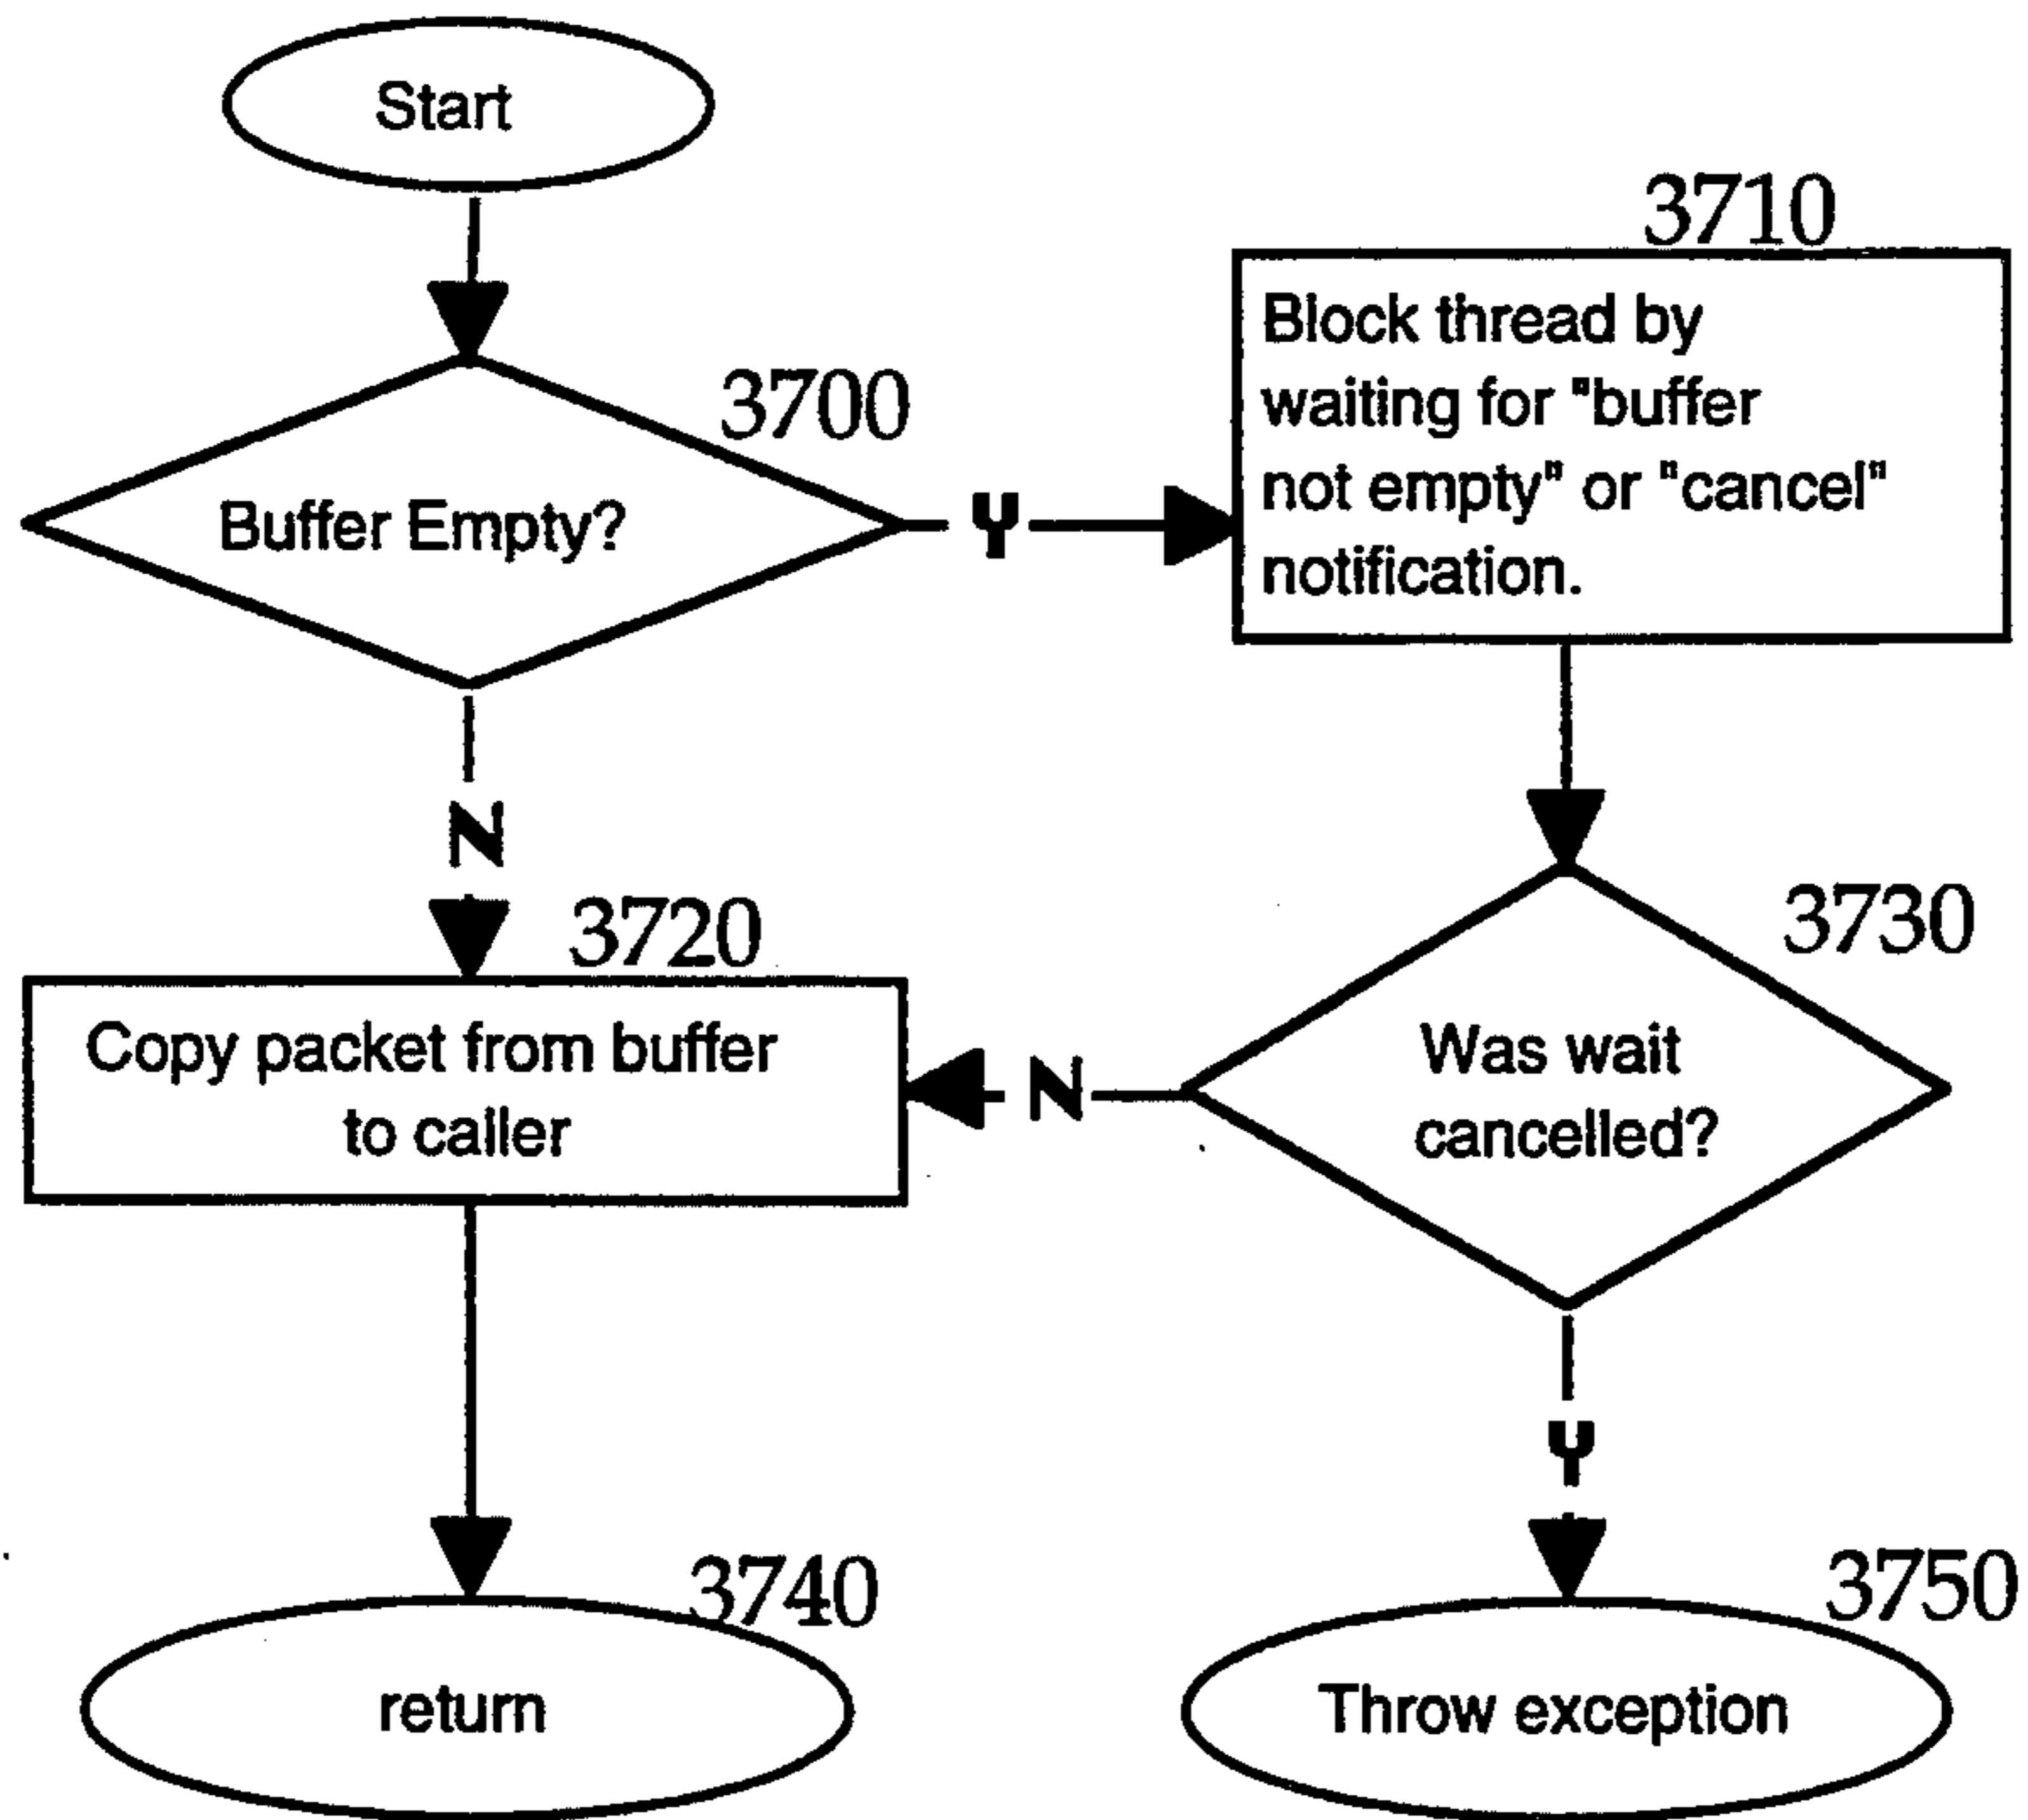 Start
3700
Buffer Empty?
Y
3710
Block thread by
waiting for "buffer
not empty" or "cancel"
notification.
N
3720
Copy packet from buffer
to caller
3730
Was wait
cancelled?
N
Y
3740
return
3750
Throw exception